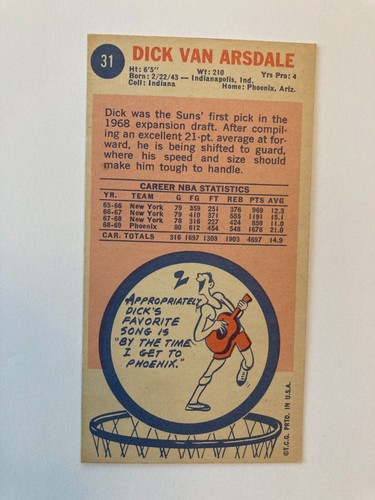 31
DICK VAN ARSDALE
Ht: 6'5" Wt: 210 Yrs Pro: 4
Born: 2/22/43 — Indianapolis, Ind.
Coll: Indiana Home: Phoenix, Ariz.
Dick was the Suns' first pick in the
1968 expansion draft. After compil-
ing an excellent 21-pt. average at for-
ward, he is being shifted to guard,
where his speed and size should
make him tough to handle.
CAREER NBA STATISTICS
YR. TEAM G FG FT REB PTS AVG
65-66 New York 79 359 251 376 969 12.3
66-67 New York 79 410 371 555 1191 15.1
67-68 New York 78 316 227 424 859 11.0
68-69 Phoenix 80 612 454 548 1678 21.0
CAR. TOTALS 316 1697 1303 1903 4697 14.9
APPROPRIATELY
DICK'S
FAVORITE
SONG IS
"BY THE TIME
I GET TO
PHOENIX."
©T.C.G. PRTD. IN U.S.A.